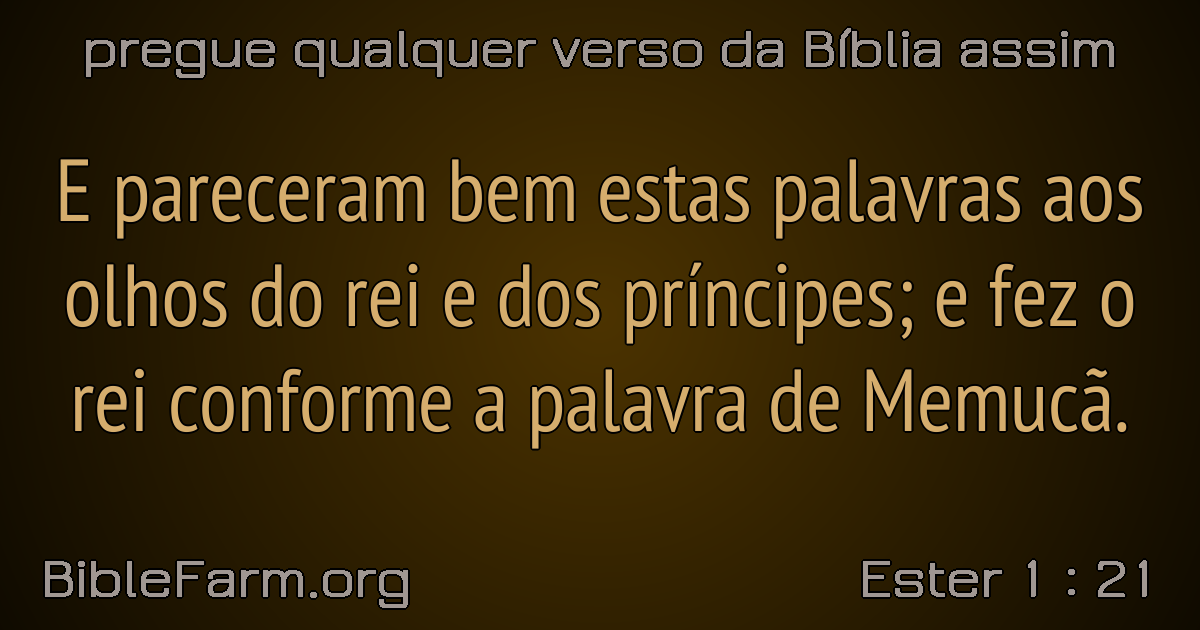 pregue qualquer verso da Bíblia assim
E pareceram bem estas palavras aos
olhos do rei e dos príncipes; e fez o
rei conforme a palavra de Memucã.
BibleFarm.org
Ester 1 : 21